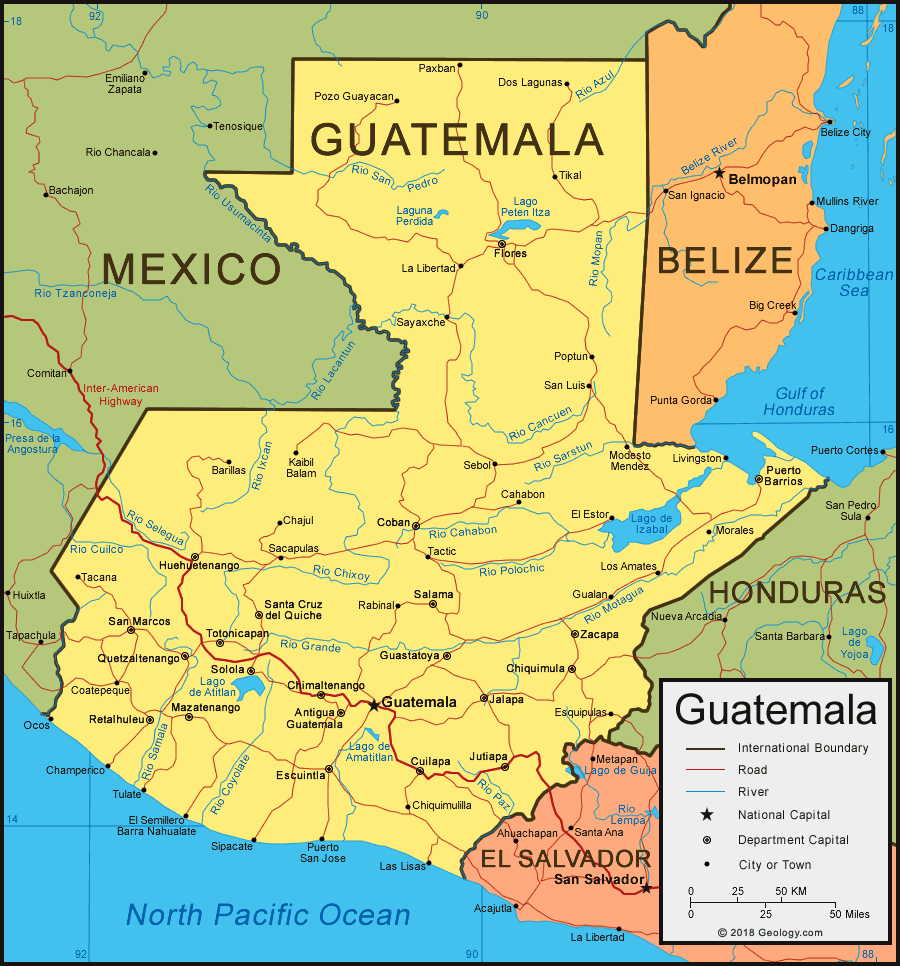 92
90
88
18
18
Paxban
Emiliano
Zapata
Dos Lagunas
Rio Azul
Pozo Guayacan
Tenosique
GUATEMALA
Belize City
Rio Chancala
Belize River
Rio San
Pedro
Tikal
Belmopan
Bachajon
Rio Usumacinta
San Ignacio
Mullins River
Laguna
Perdida
Lago
Peten Itza
Dangriga
Flores
Rio Mopan
MEXICO
BELIZE
La Libertad
Caribbean
Sea
Rio Tzanconeja
Big Creek
Sayaxche
Rio Lacantun
Poptun
Comitan
San Luis
Inter-American
Highway
Punta Gorda
Gulf of
Honduras
16
16
Rio Cancuen
Presa de la
Angostura
Rio Ixcan
Barillas
Kaibil
Balam
Sebol
Rio Sarstun
Modesto
Mendez
Livingston
Puerto Cortes
Puerto
Barrios
Cahabon
San Pedro
Sula
Rio Selegua
Chajul
Coban
Rio Cahabon
El Estor
Lago de
Izabal
Morales
Rio Cuilco
Sacapulas
Tactic
Huehuetenango
Rio Chixoy
Rio Polochic
Los Amates
Tacana
Huixtla
Salama
Rabinal
Gualan
Rio Motagua
HONDURAS
Santa Cruz
del Quiche
Nueva Arcadia
San Marcos
Totonicapan
Zacapa
Santa Barbara
Lago
de
Yojoa
Tapachula
Rio Grande
Quetzaltenango
Guastatoya
Solola
Chiquimula
Lago
de Atitlan
Chimaltenango
Coatepeque
Guatemala
Jalapa
Mazatenango
Antigua
Guatemala
Esquipulas
Retalhuleu
Ocos
Rio Samala
Lago de
Amatitlan
Cuilapa
Jutiapa
Metapan
Lago de Guija
Champerico
Escuintla
Rio Coyolate
Rio Paz
Tulate
Chiquimulilla
Rio
Lempa
El Semillero
Barra Nahualate
14
Ahuachapan
Santa Ana
Sipacate
Puerto
San Jose
EL SALVADOR
Las Lisas
San Salvador
North Pacific Ocean
Acajutla
La Libertad
92
90
88
Guatemala
International Boundary
Road
River
National Capital
Department Capital
City or Town
0 25 50 KM
0 25 50 Miles
© 2018 Geology.com